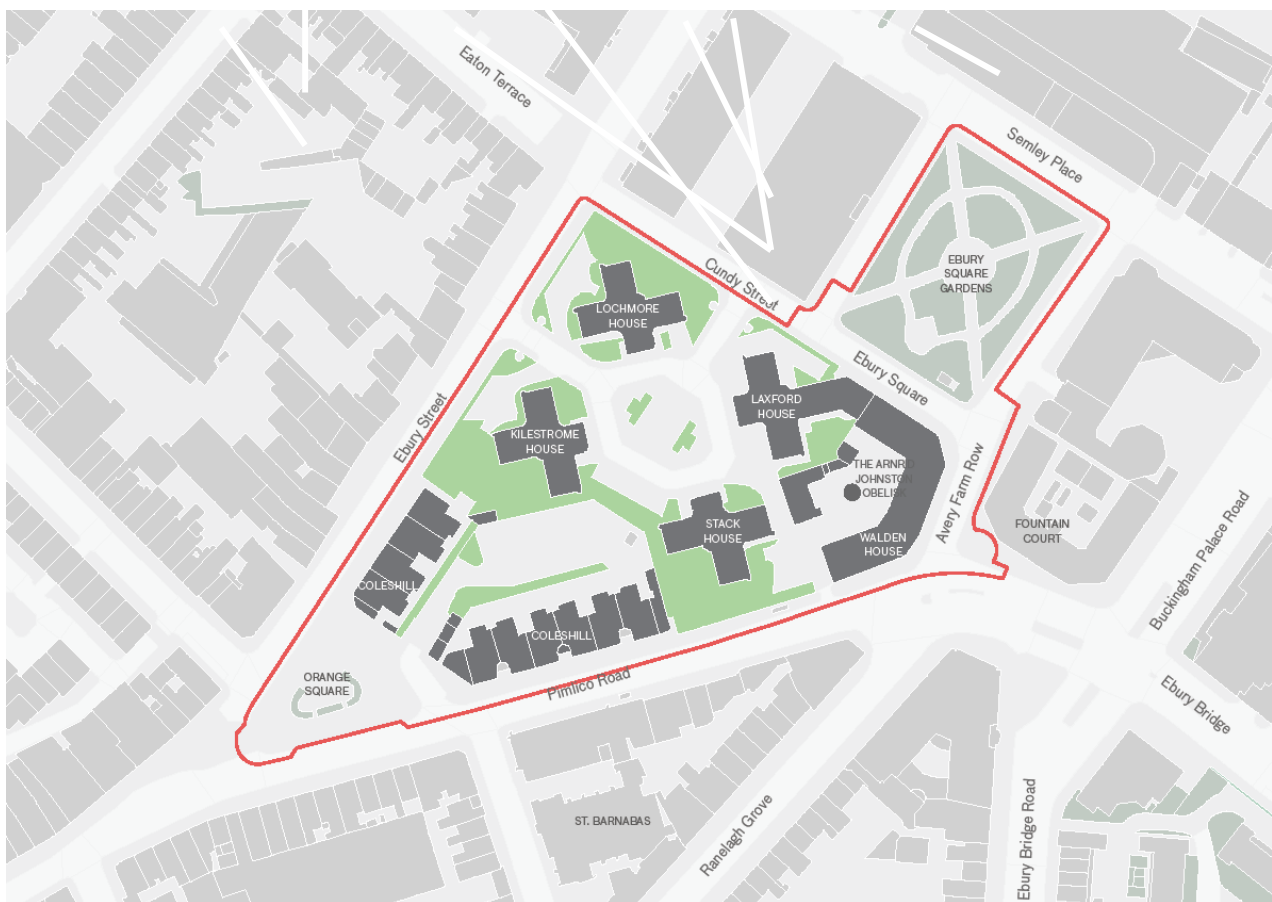 Eaton Terrace
Semley Place
EBURY
SQUARE
GARDENS
Cundy Street
LOCHMORE
HOUSE
Ebury Square
LAXFORD
HOUSE
Ebury Street
KILESTROME
HOUSE
THE ARNRID
JOHNSTON
OBELISK
Avery Farm Row
STACK
HOUSE
WALDEN
HOUSE
FOUNTAIN
COURT
Buckingham Palace Road
COLESHILL
COLESHILL
ORANGE
SQUARE
Pimlico Road
Ebury Bridge
ST. BARNABAS
Ranelagh Grove
Ebury Bridge Road